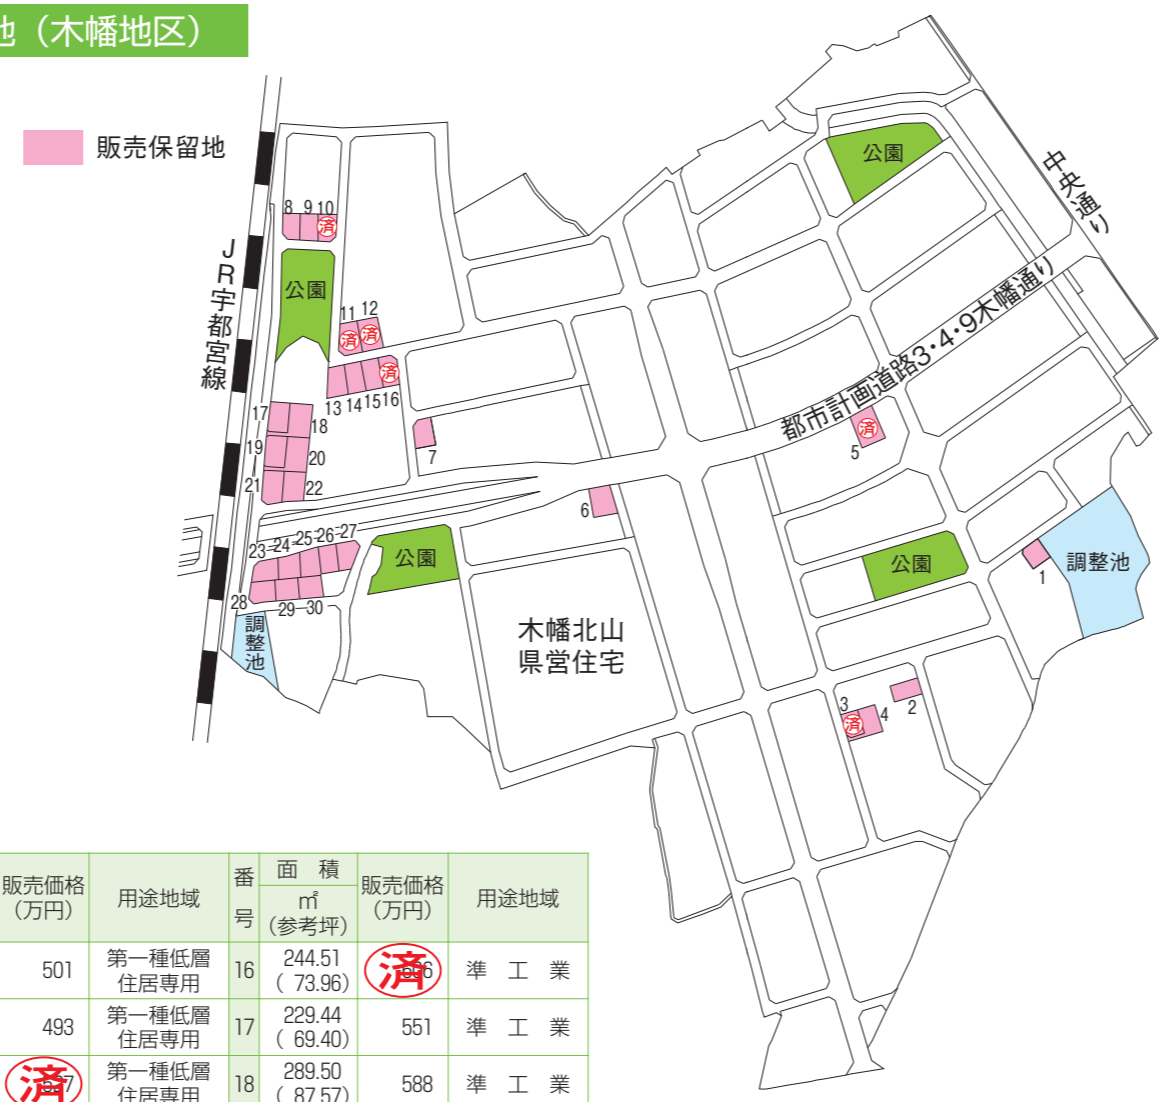 地（木幡地区）
販売保留地
中央通り
公園
8 9 10
済
JR宇都宮線
公園
11 12
済 済
都市計画道路3・4・9木幡通り
済
13 14 15 16
17
18
済
5
7
19
20
21
22
6
23 24 25 26 27
公園
公園
調整池
1
28
29 30
調整池
木幡北山
県営住宅
3
済
4
2
販売価格
(万円)
用途地域
番号
面 積
㎡
(参考坪)
販売価格
(万円)
用途地域
501 第一種低層住居専用 16 244.51 ( 73.96) 済 準 工 業
493 第一種低層住居専用 17 229.44 ( 69.40) 551 準 工 業
済 第一種低層住居専用 18 289.50 ( 87.57) 588 準 工 業